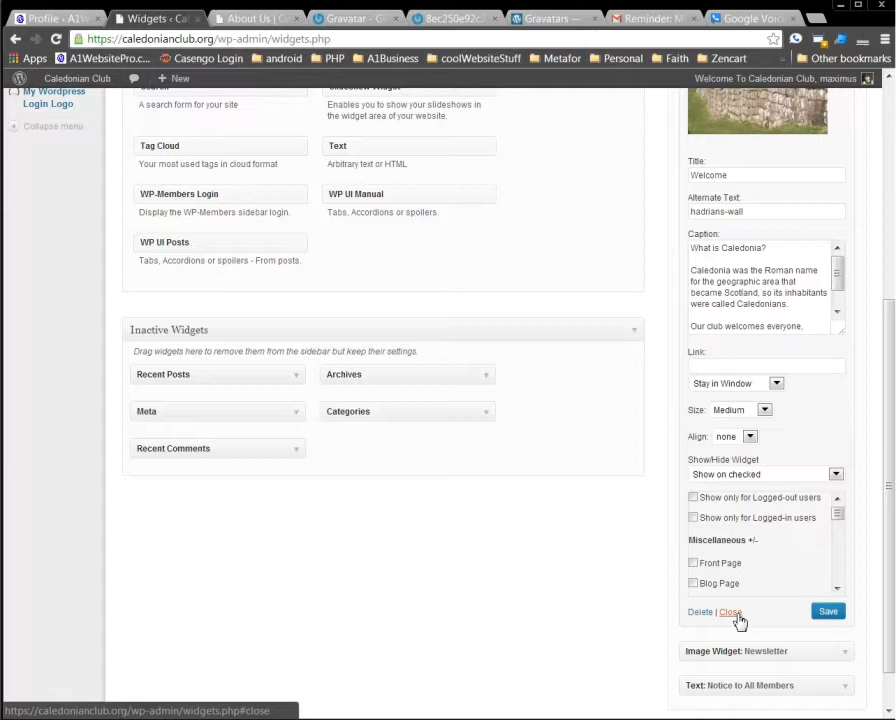 Profile ‹ A1W
Widgets ‹ Cal
About Us | Ca
Gravatar - G
8ec250e92c
Gravatars —
Reminder: M
Google Voic
https://caledonianclub.org/wp-admin/widgets.php
Apps
A1WebsitePro.c...
Casengo Login
android
PHP
A1Business
coolWebsiteStuff
Metafor
Personal
Faith
Zencart
Other bookmarks
Caledonian Club
+ New
Welcome To Caledonian Club, maximus
My Wordpress
Login Logo
Collapse menu
Search
Slideshow Widget
A search form for your site
Enables you to show your slideshows in
the widget area of your website.
Tag Cloud
Text
Your most used tags in cloud format
Arbitrary text or HTML
WP-Members Login
WP UI Manual
Display the WP-Members sidebar login.
Tabs, Accordions or spoilers.
WP UI Posts
Tabs, Accordions or spoilers - From posts.
Inactive Widgets
Drag widgets here to remove them from the sidebar but keep their settings.
Recent Posts
Archives
Meta
Categories
Recent Comments
Title:
Welcome
Alternate Text:
hadrians-wall
Caption:
What is Caledonia?
Caledonia was the Roman name
for the geographic area that
became Scotland, so its inhabitants
were called Caledonians.
Our club welcomes everyone,
Link:
Stay in Window
Size: Medium
Align: none
Show/Hide Widget
Show on checked
Show only for Logged-out users
Show only for Logged-in users
Miscellaneous +/-
Front Page
Blog Page
Delete | Close
Save
Image Widget: Newsletter
Text: Notice to All Members
https://caledonianclub.org/wp-admin/widgets.php#close